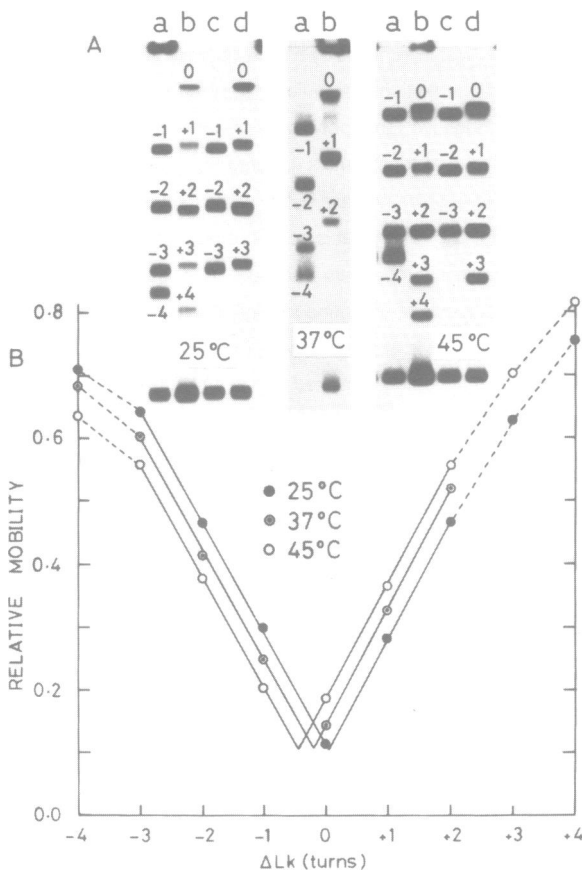 a b c d a b a b c d
A
0 0 0
-1 +1 -1 +1 -1 +1 -1 0 -1 0
-2 +2 -2 +2 -2 +2 -2 +1 -2 +1
-3 +3 -3 +3 -3 -3 +2 -3 +2
-4 +4 -4 -4 +3 +3
+4
25°C 37°C 45°C
B
0.8
0.6
0.4
0.2
0.0
RELATIVE MOBILITY
25°C
37°C
45°C
-4 -3 -2 -1 0 +1 +2 +3 +4
ΔLk (turns)